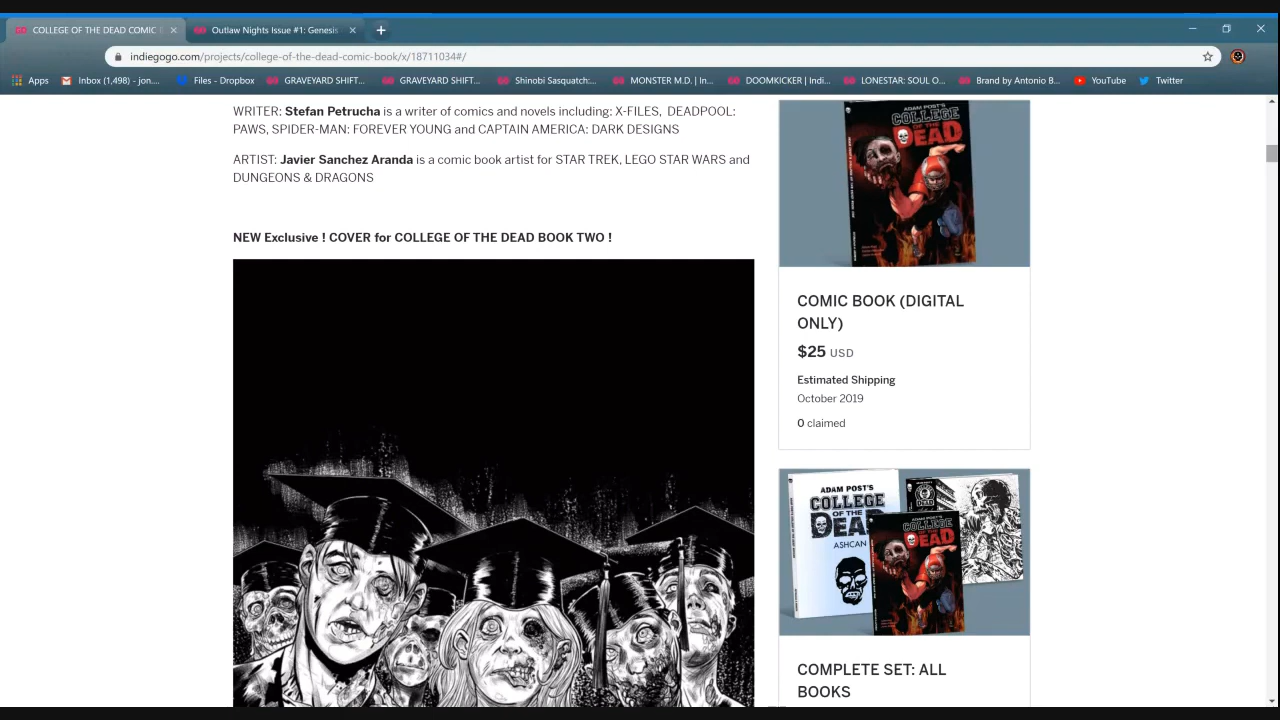 COLLEGE OF THE DEAD COMIC B
Outlaw Nights Issue #1: Genesis
indiegogo.com/projects/college-of-the-dead-comic-book/x/18711034#/
Apps
Inbox (1,498) - jon....
Files - Dropbox
GRAVEYARD SHIFT...
GRAVEYARD SHIFT...
Shinobi Sasquatch:...
MONSTER M.D. | In...
DOOMKICKER | Indi...
LONESTAR: SOUL O...
Brand by Antonio B...
YouTube
Twitter
WRITER: Stefan Petrucha is a writer of comics and novels including: X-FILES, DEADPOOL:
PAWS, SPIDER-MAN: FOREVER YOUNG and CAPTAIN AMERICA: DARK DESIGNS
ARTIST: Javier Sanchez Aranda is a comic book artist for STAR TREK, LEGO STAR WARS and
DUNGEONS & DRAGONS
NEW Exclusive ! COVER for COLLEGE OF THE DEAD BOOK TWO !
ADAM POST'S
COLLEGE
OF THE
DEAD
COMIC BOOK (DIGITAL
ONLY)
$25 USD
Estimated Shipping
October 2019
0 claimed
ADAM POST'S
COLLEGE
OF THE
DEAD
ASHCAN
COLLEGE
OF THE
DEAD
COMPLETE SET: ALL
BOOKS